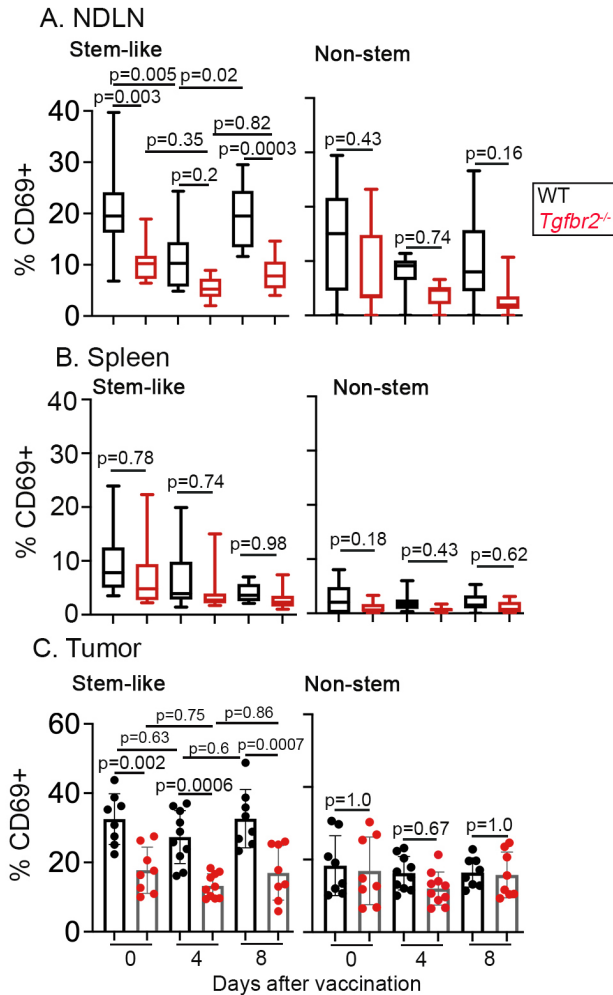 A. NDLN
Stem-like
Non-stem
p=0.005
p=0.02
p=0.003
p=0.82
p=0.35
p=0.0003
p=0.2
p=0.43
p=0.16
p=0.74
WT
Tgfbr2-/-
% CD69+
40
30
20
10
0
B. Spleen
Stem-like
Non-stem
p=0.78
p=0.74
p=0.98
p=0.18
p=0.43
p=0.62
% CD69+
40
20
10
0
C. Tumor
Stem-like
Non-stem
p=0.75
p=0.86
p=0.63
p=0.6
p=0.0007
p=0.002
p=0.0006
p=1.0
p=0.67
p=1.0
% CD69+
60
40
20
0
0 4 8 0 4 8
Days after vaccination